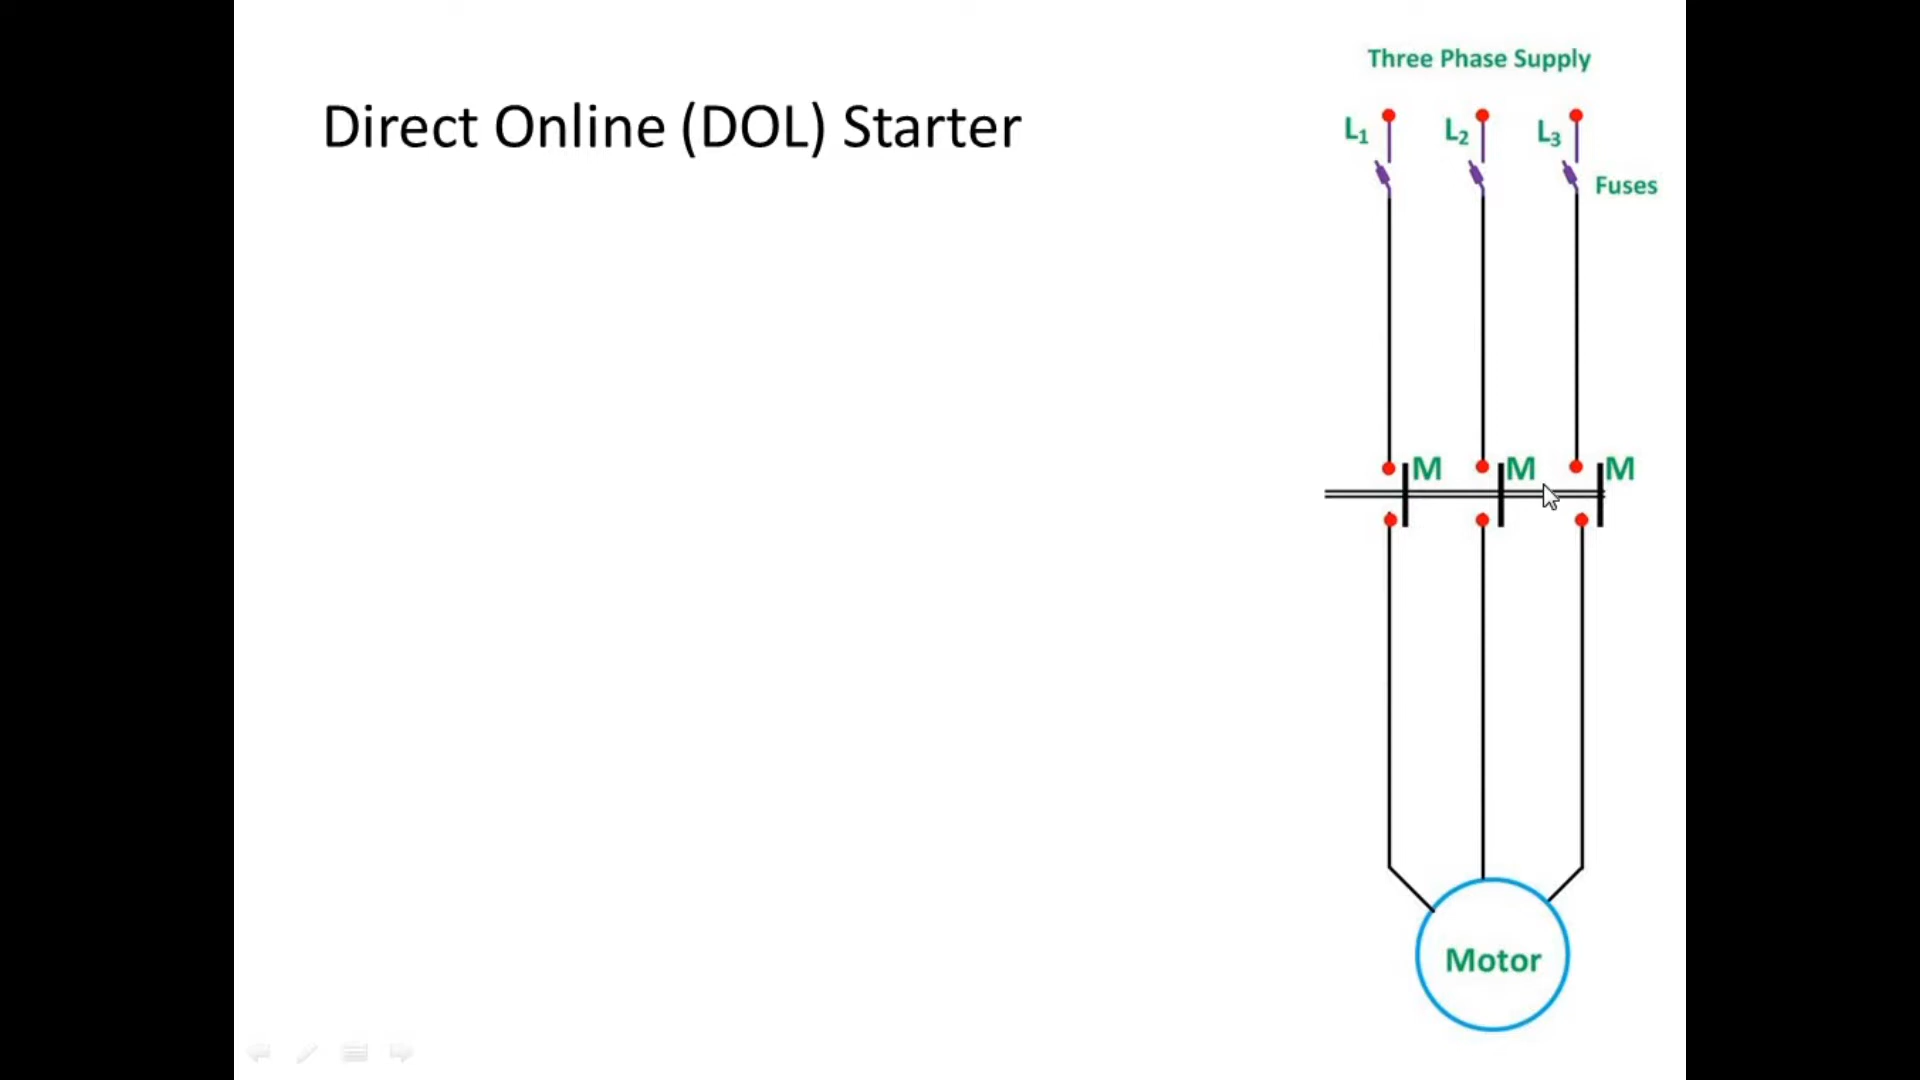 Three Phase Supply
Direct Online (DOL) Starter
L₁ L₂ L₃
Fuses
M M M
Motor